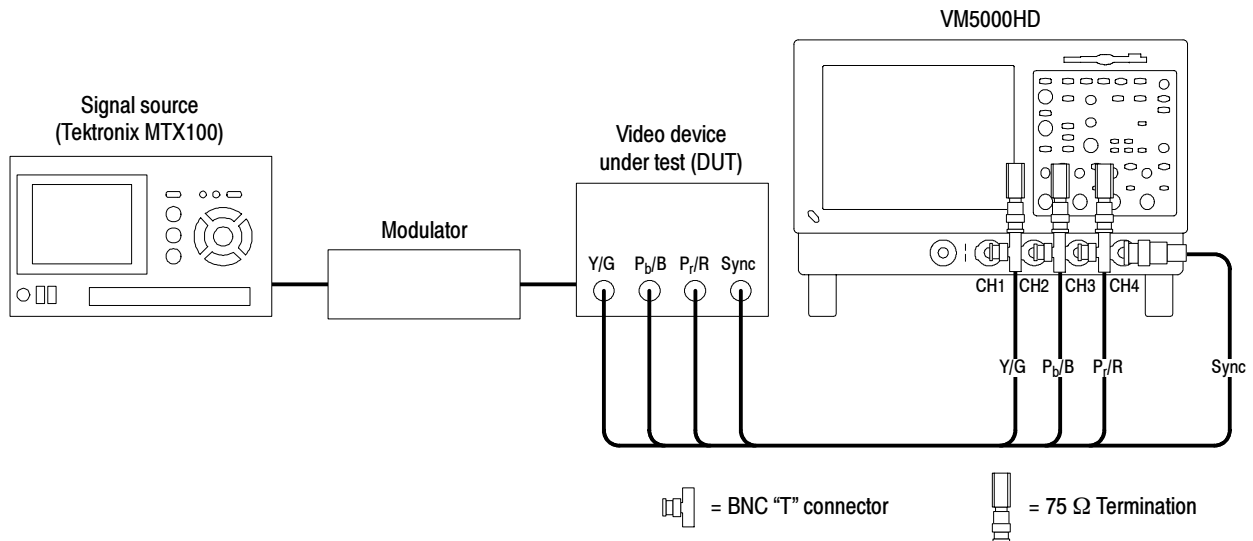 VM5000HD
Signal source
(Tektronix MTX100)
Video device
under test (DUT)
Modulator
Y/G Pb/B Pr/R Sync
CH1 CH2 CH3 CH4
Y/G Pb/B Pr/R Sync
= BNC “T” connector
= 75 Ω Termination